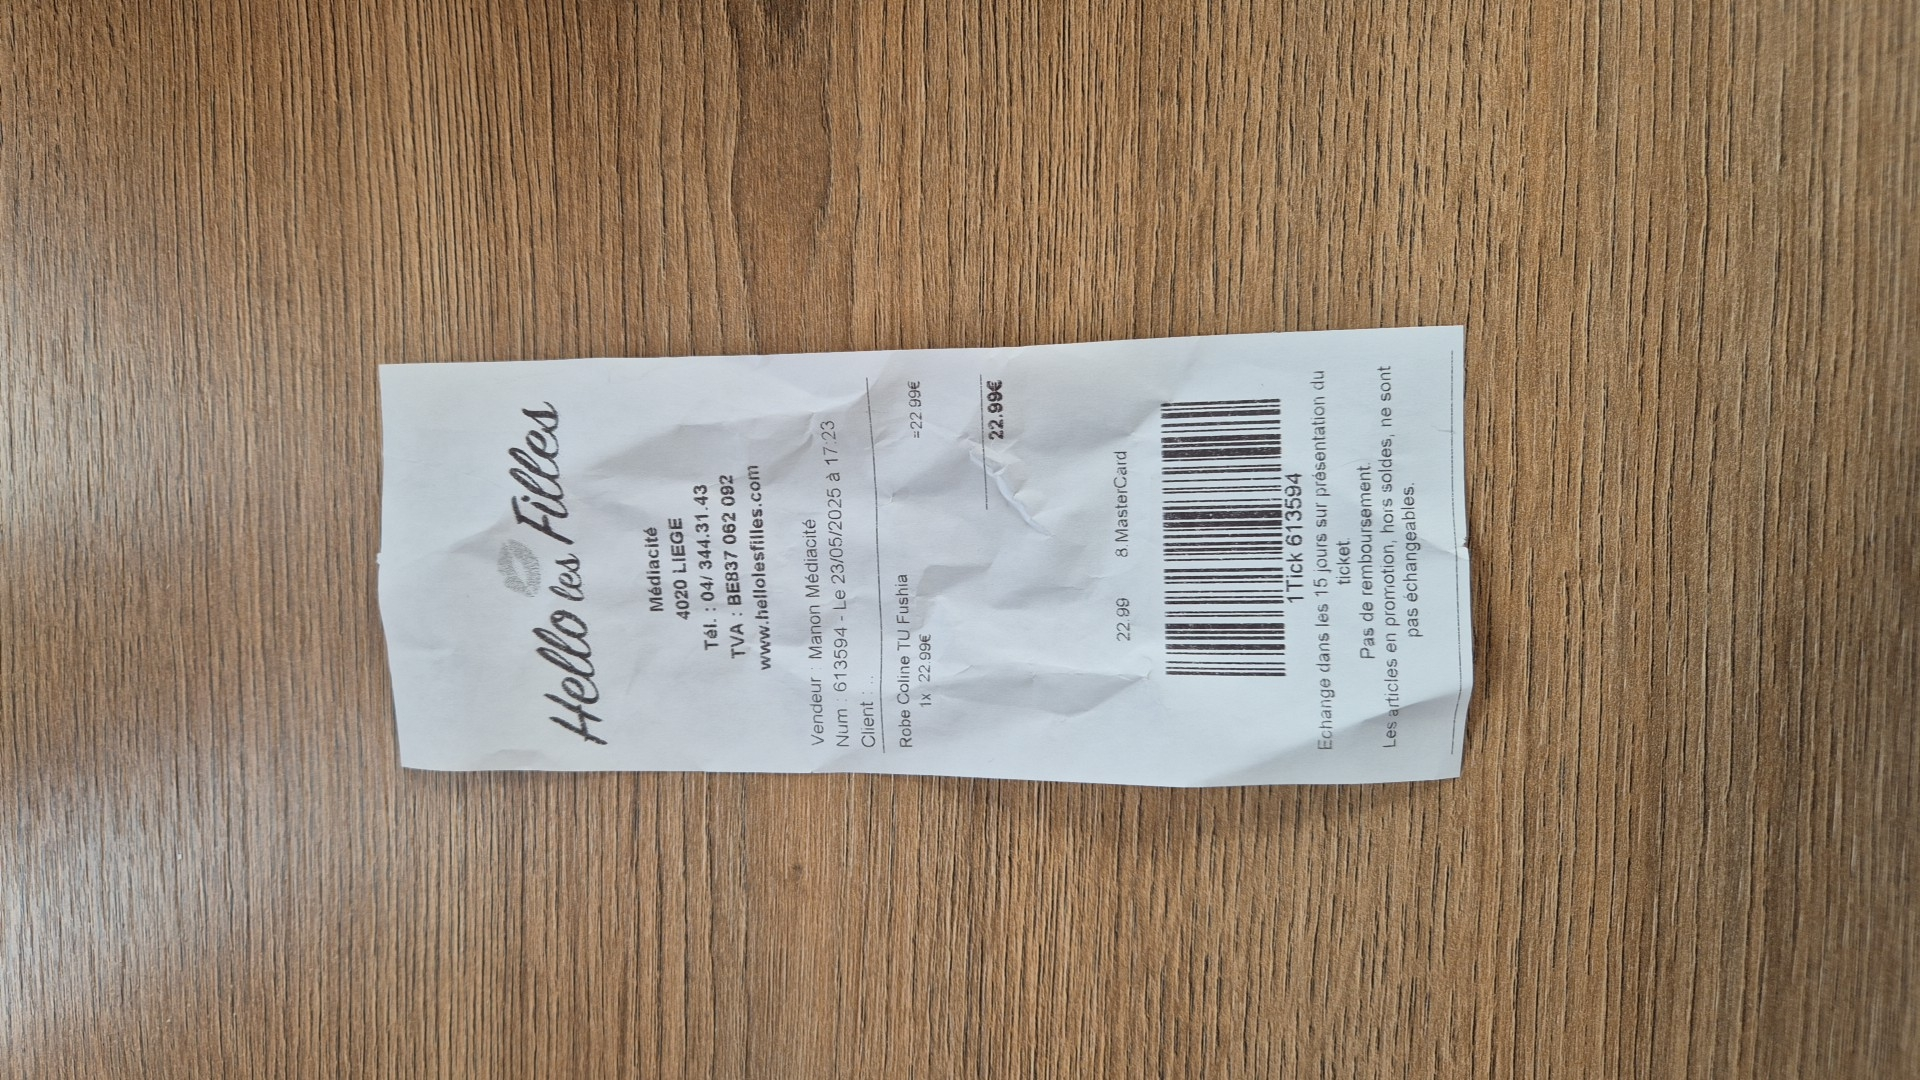 Hello les Filles
Médiacité
4020 LIEGE
Tél. : 04/ 344.31.43
TVA : BE837 062 092
www.hellolesfilles.com
Vendeur : Manon Médiacité
Num : 613594 - Le 23/05/2025 à 17:23
Client : ..
Robe Coline TU Fushia
1x 22.99€ =22.99€
22.99€
22.99 8.MasterCard
1Tick 613594
Echange dans les 15 jours sur présentation du
ticket.
Pas de remboursement.
Les articles en promotion, hors soldes, ne sont
pas échangeables.